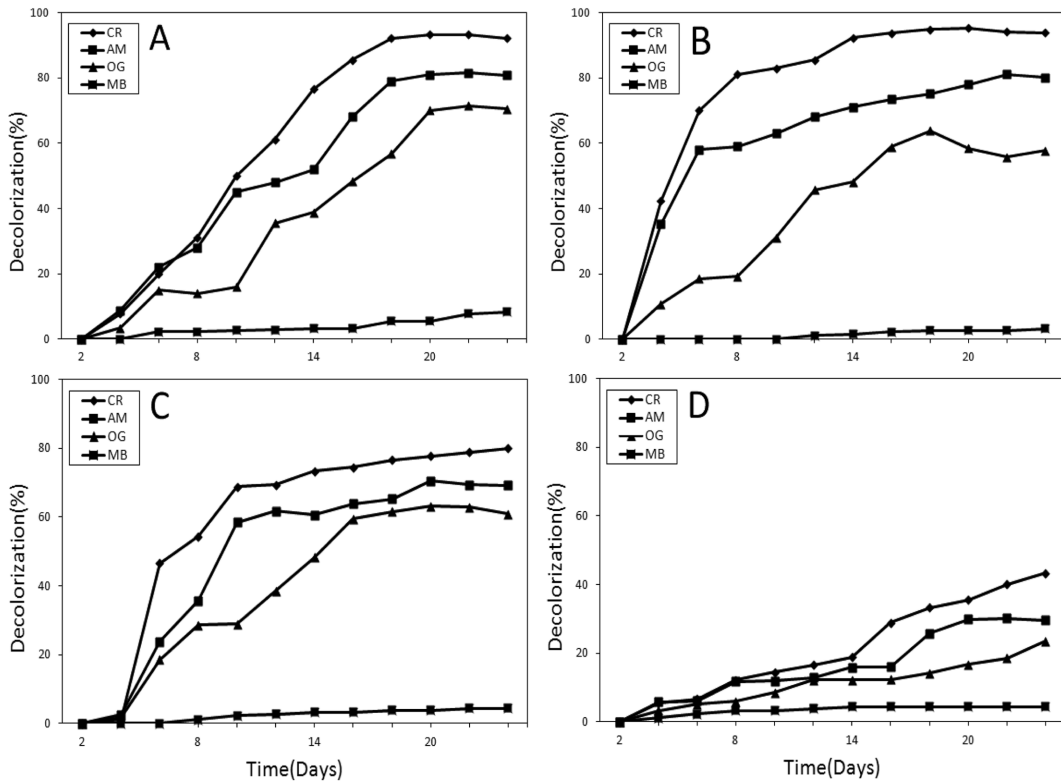 A
CR
AM
OG
MB
Decolorization(%)
100
80
60
40
20
0
2 8 14 20
B
CR
AM
OG
MB
Decolorization(%)
100
80
60
40
20
0
2 8 14 20
C
CR
AM
OG
MB
Decolorization(%)
100
80
60
40
20
0
2 8 14 20
Time(Days)
D
CR
AM
OG
MB
Decolorization(%)
100
80
60
40
20
0
2 8 14 20
Time(Days)